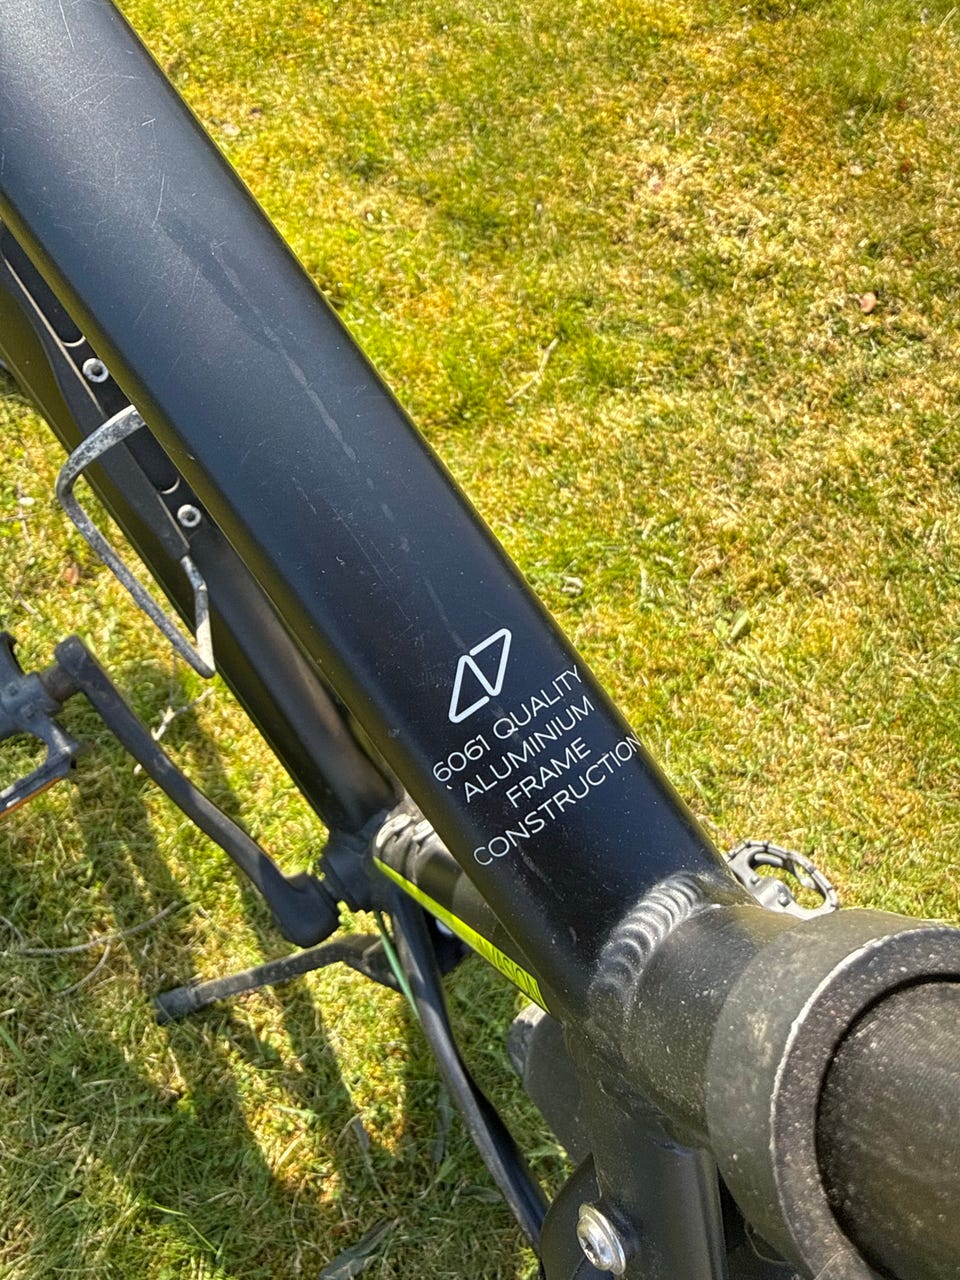 6061 QUALITY
ALUMINIUM
FRAME
CONSTRUCTION